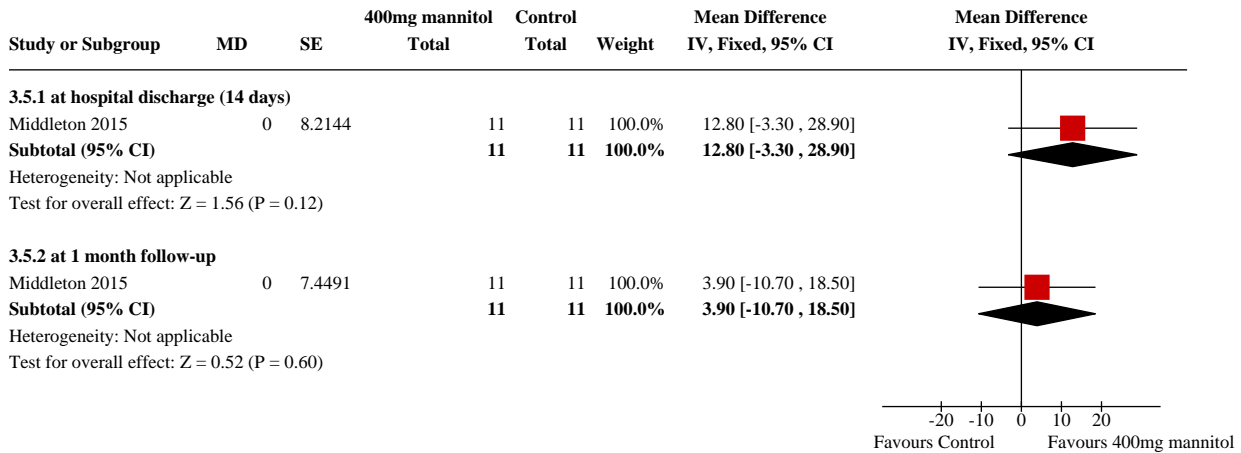 400mg mannitol Control Mean Difference Mean Difference
Study or Subgroup MD SE Total Total Weight IV, Fixed, 95% CI IV, Fixed, 95% CI
3.5.1 at hospital discharge (14 days)
Middleton 2015 0 8.2144 11 11 100.0% 12.80 [-3.30 , 28.90]
Subtotal (95% CI) 11 11 100.0% 12.80 [-3.30 , 28.90]
Heterogeneity: Not applicable
Test for overall effect: Z = 1.56 (P = 0.12)
3.5.2 at 1 month follow-up
Middleton 2015 0 7.4491 11 11 100.0% 3.90 [-10.70 , 18.50]
Subtotal (95% CI) 11 11 100.0% 3.90 [-10.70 , 18.50]
Heterogeneity: Not applicable
Test for overall effect: Z = 0.52 (P = 0.60)
-20 -10 0 10 20
Favours Control Favours 400mg mannitol